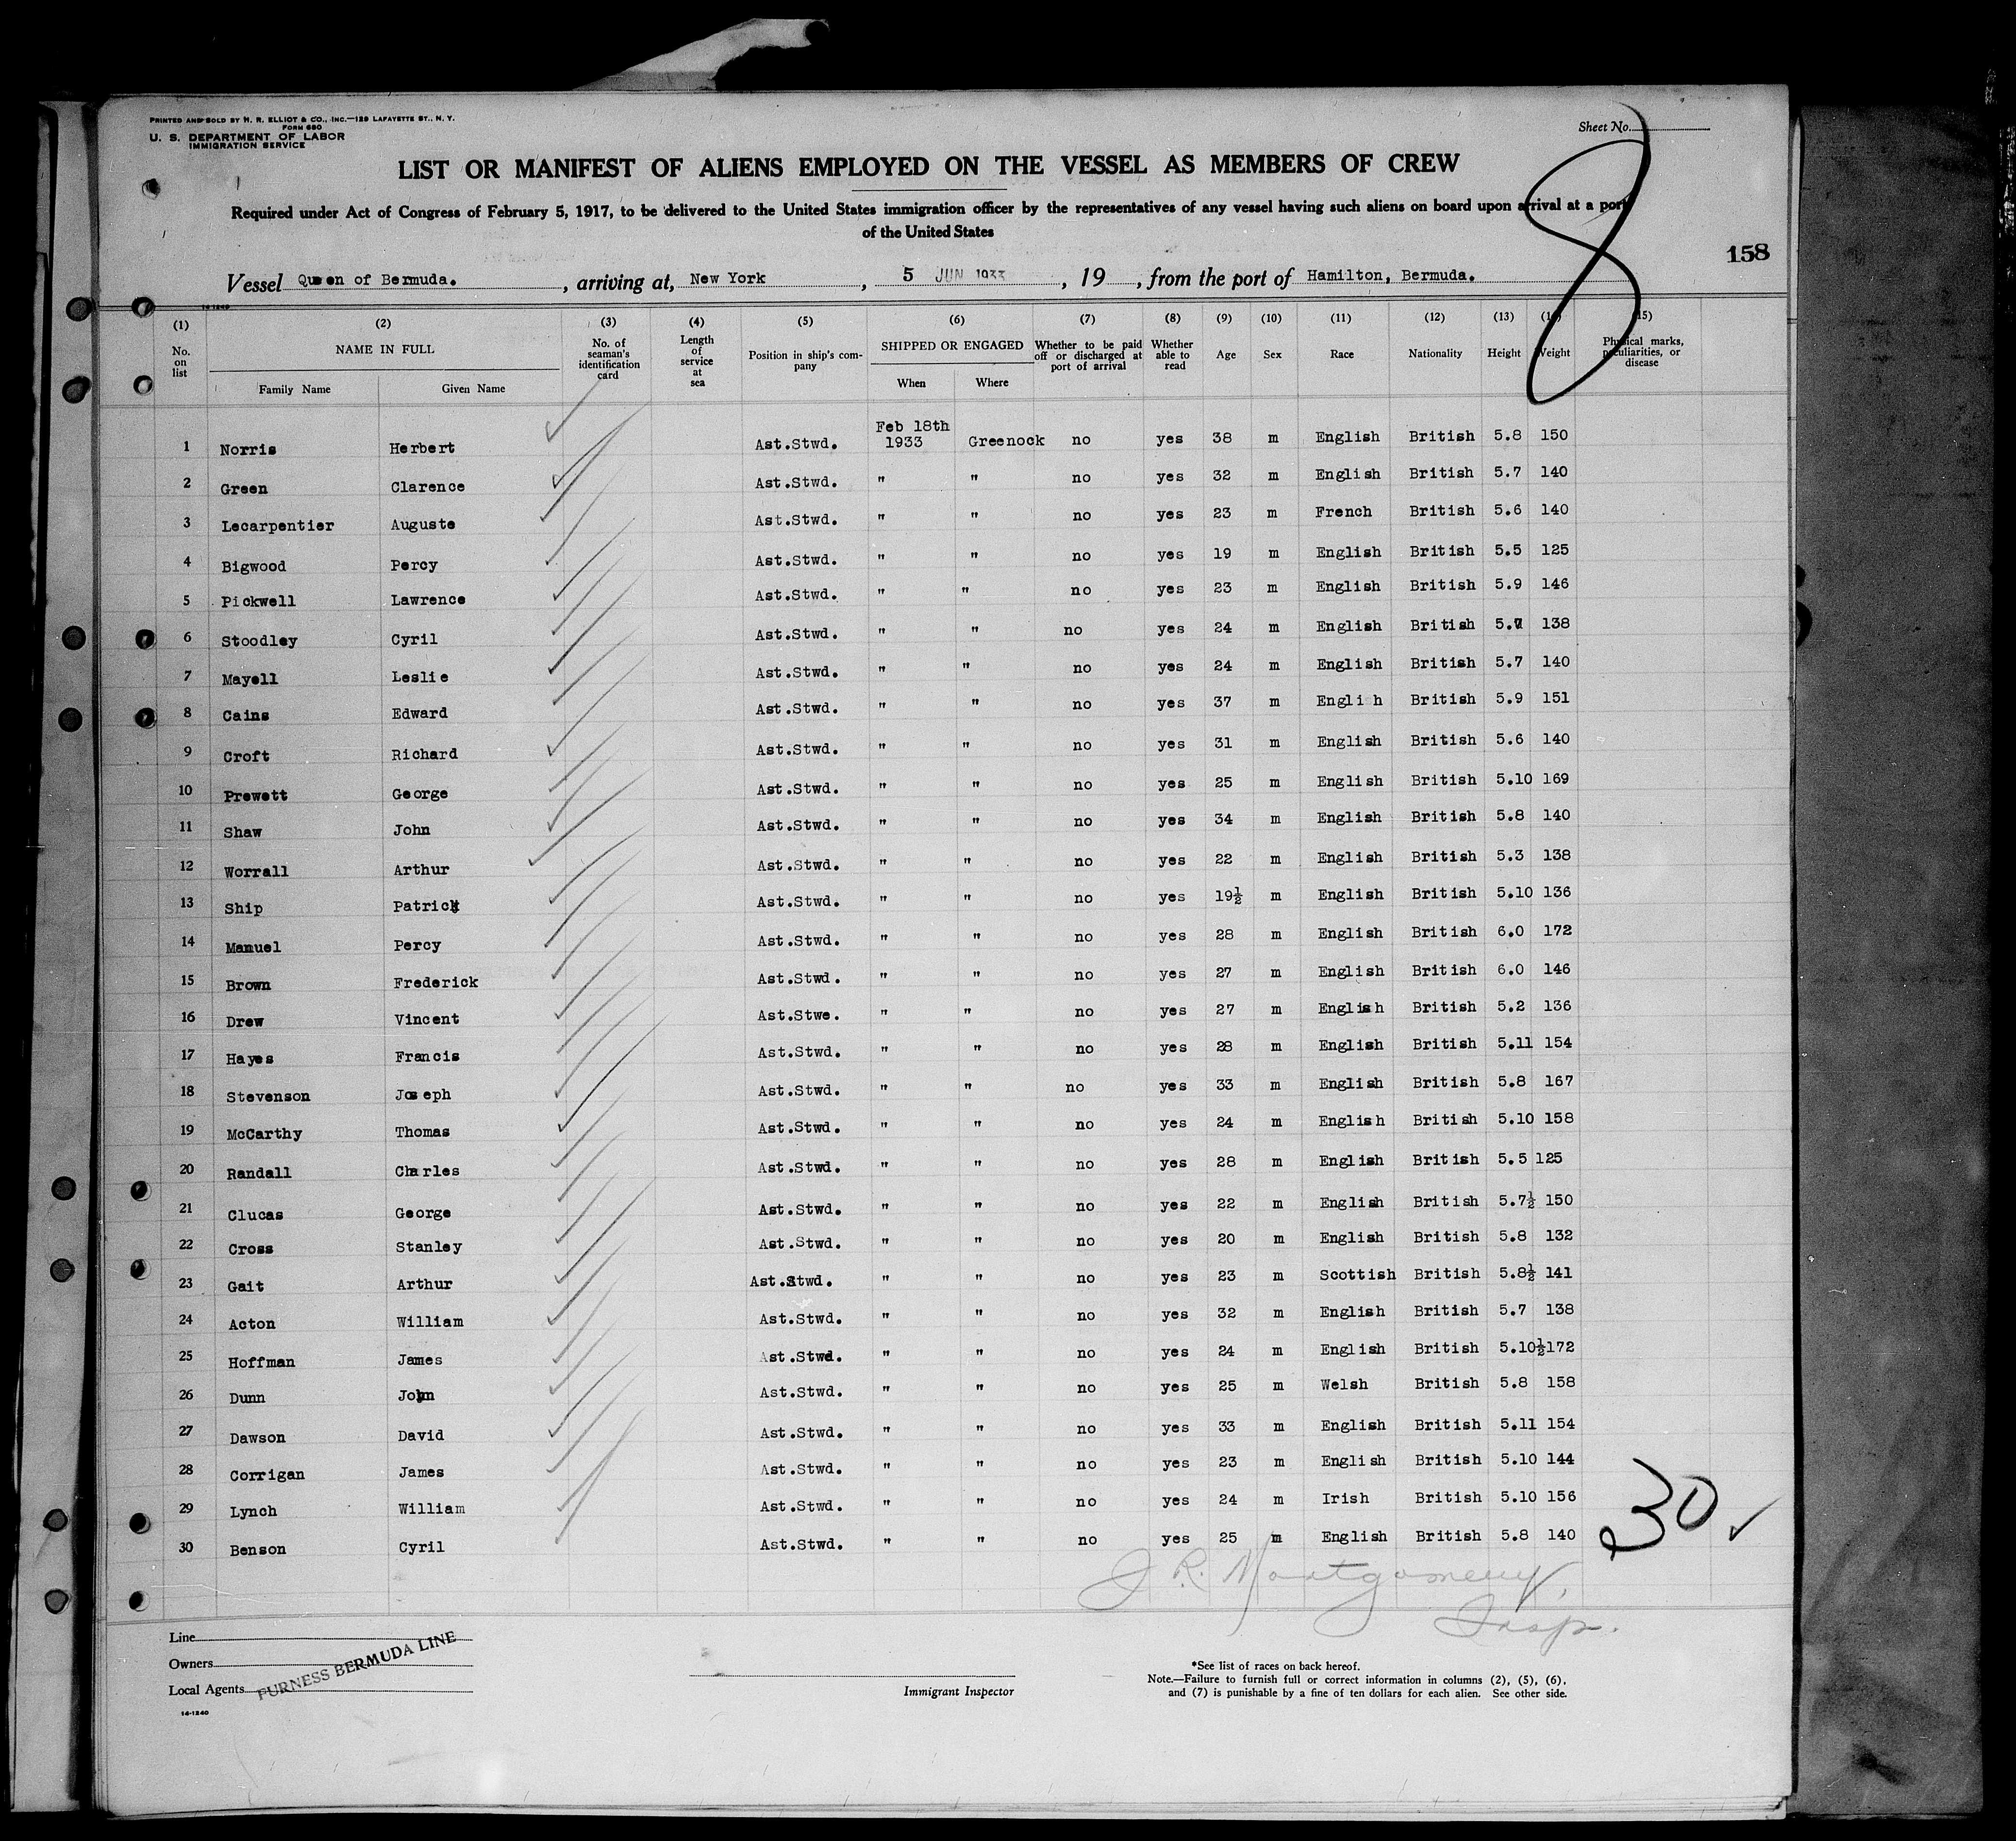 PRINTED AND SOLD BY H. R. ELLIOT & CO., INC.—129 LAFAYETTE ST., N. Y.
FORM 680
U. S. DEPARTMENT OF LABOR
IMMIGRATION SERVICE
Sheet No.
8
LIST OR MANIFEST OF ALIENS EMPLOYED ON THE VESSEL AS MEMBERS OF CREW
Required under Act of Congress of February 5, 1917, to be delivered to the United States immigration officer by the representatives of any vessel having such aliens on board upon arrival at a port
of the United States
158
Vessel Queen of Bermuda. , arriving at, New York , 5 JUN 1933 , 19 , from the port of Hamilton, Bermuda.
14-1240
(1) No. on list (2) NAME IN FULL Family Name Given Name (3) No. of seaman's identification card (4) Length of service at sea (5) Position in ship's company (6) SHIPPED OR ENGAGED When Where (7) Whether to be paid off or discharged at port of arrival (8) Whether able to read (9) Age (10) Sex (11) Race (12) Nationality (13) Height (14) Weight (15) Physical marks, peculiarities, or disease
1 Norris Herbert Ast.Stwd. Feb 18th 1933 Greenock no yes 38 m English British 5.8 150
2 Green Clarence Ast.Stwd. " " no yes 32 m English British 5.7 140
3 Lecarpentier Auguste Ast.Stwd. " " no yes 23 m French British 5.6 140
4 Bigwood Percy Ast.Stwd. " " no yes 19 m English British 5.5 125
5 Pickwell Lawrence Ast.Stwd. " " no yes 23 m English British 5.9 146
6 Stoodley Cyril Ast.Stwd. " " no yes 24 m English British 5.7 138
7 Mayell Leslie Ast.Stwd. " " no yes 24 m English British 5.7 140
8 Cains Edward Ast.Stwd. " " no yes 37 m Engli h British 5.9 151
9 Croft Richard Ast.Stwd. " " no yes 31 m English British 5.6 140
10 Prewett George Ast.Stwd. " " no yes 25 m English British 5.10 169
11 Shaw John Ast.Stwd. " " no yes 34 m English British 5.8 140
12 Worrall Arthur Ast.Stwd. " " no yes 22 m English British 5.3 138
13 Ship Patrick Ast.Stwd. " " no yes 19½ m English British 5.10 136
14 Manuel Percy Ast.Stwd. " " no yes 28 m English British 6.0 172
15 Brown Frederick Ast.Stwd. " " no yes 27 m English British 6.0 146
16 Drew Vincent Ast.Stwe. " " no yes 27 m English British 5.2 136
17 Hayes Francis Ast.Stwd. " " no yes 28 m English British 5.11 154
18 Stevenson Joseph Ast.Stwd. " " no yes 33 m English British 5.8 167
19 McCarthy Thomas Ast.Stwd. " " no yes 24 m English British 5.10 158
20 Randall Charles Ast.Stwd. " " no yes 28 m English British 5.5 125
21 Clucas George Ast.Stwd. " " no yes 22 m English British 5.7½ 150
22 Cross Stanley Ast.Stwd. " " no yes 20 m English British 5.8 132
23 Gait Arthur Ast.Stwd. " " no yes 23 m Scottish British 5.8½ 141
24 Acton William Ast.Stwd. " " no yes 32 m English British 5.7 138
25 Hoffman James Ast.Stwd. " " no yes 24 m English British 5.10½ 172
26 Dunn John Ast.Stwd. " " no yes 25 m Welsh British 5.8 158
27 Dawson David Ast.Stwd. " " no yes 33 m English British 5.11 154
28 Corrigan James Ast.Stwd. " " no yes 23 m English British 5.10 144
29 Lynch William Ast.Stwd. " " no yes 24 m Irish British 5.10 156
30 Benson Cyril Ast.Stwd. " " no yes 25 m English British 5.8 140
30 ✓
J R. Montgomery,
Insp.
Line
Owners
Local Agents
FURNESS BERMUDA LINE
14-1240
Immigrant Inspector
*See list of races on back hereof.
Note.—Failure to furnish full or correct information in columns (2), (5), (6),
and (7) is punishable by a fine of ten dollars for each alien. See other side.